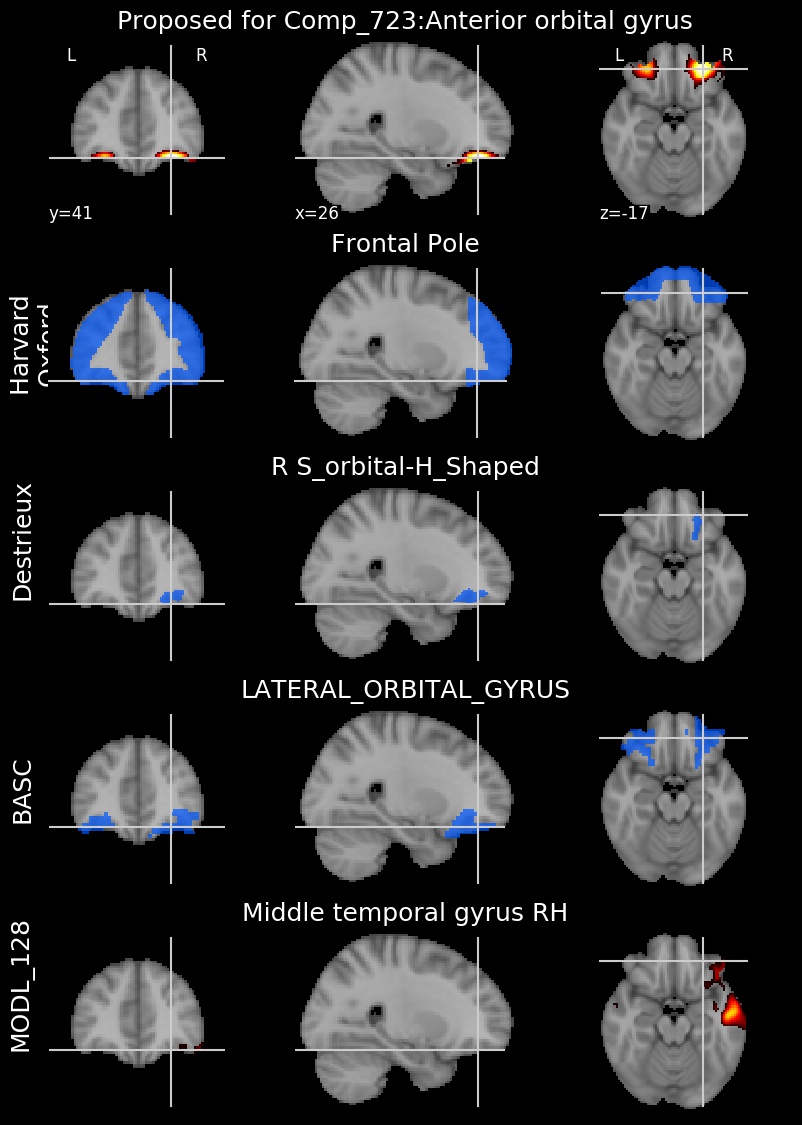 Proposed for Comp_723:Anterior orbital gyrus
L R L R
y=41 x=26 z=-17
Frontal Pole
Harvard
Oxford
R S_orbital-H_Shaped
Destrieux
LATERAL_ORBITAL_GYRUS
BASC
Middle temporal gyrus RH
MODL_128